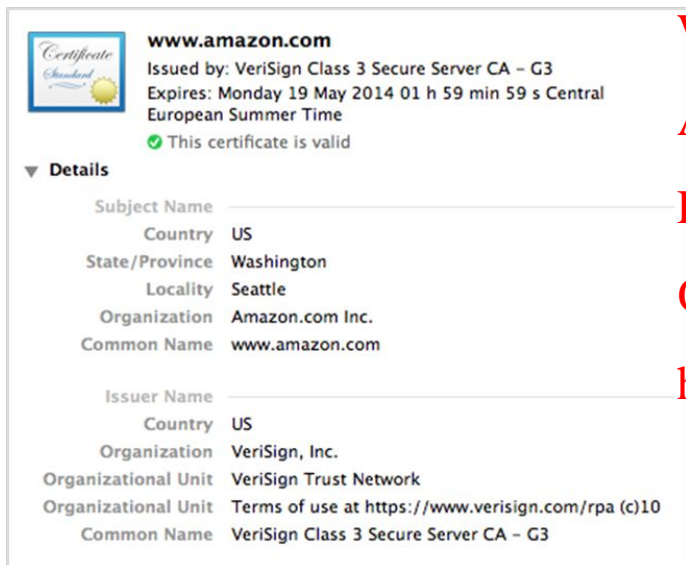 Certificate
Standard
www.amazon.com
Issued by: VeriSign Class 3 Secure Server CA – G3
Expires: Monday 19 May 2014 01 h 59 min 59 s Central
European Summer Time
This certificate is valid
Details
Subject Name
Country US
State/Province Washington
Locality Seattle
Organization Amazon.com Inc.
Common Name www.amazon.com
Issuer Name
Country US
Organization VeriSign, Inc.
Organizational Unit VeriSign Trust Network
Organizational Unit Terms of use at https://www.verisign.com/rpa (c)10
Common Name VeriSign Class 3 Secure Server CA – G3